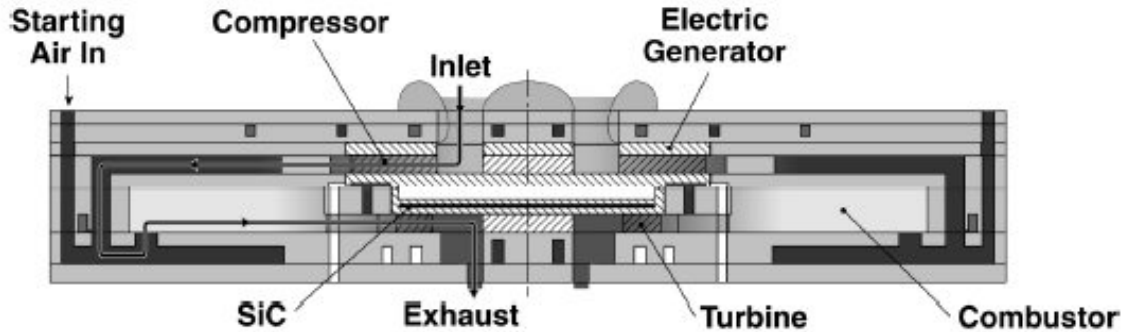 Starting
Air In
Compressor
Inlet
Electric
Generator
SiC
Exhaust
Turbine
Combustor